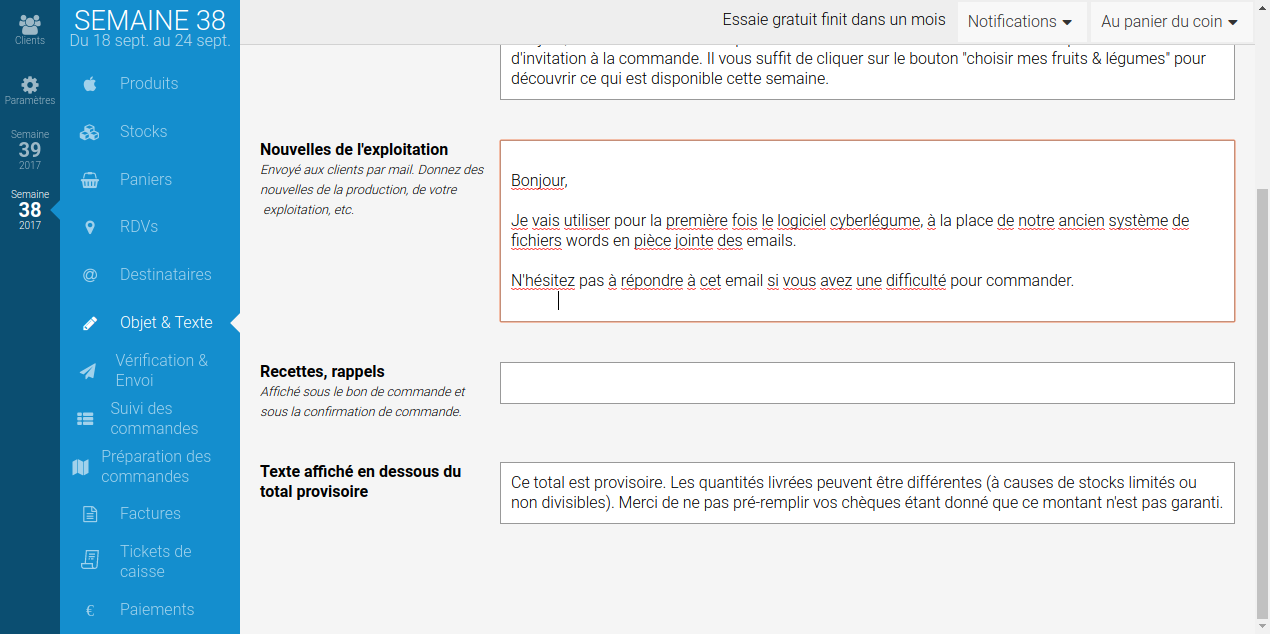 Clients
Paramètres
Semaine
39
2017
Semaine
38
2017
SEMAINE 38
Du 18 sept. au 24 sept.
Produits
Stocks
Paniers
RDVs
Destinataires
Objet & Texte
Vérification &
Envoi
Suivi des
commandes
Préparation des
commandes
Factures
Tickets de
caisse
Paiements
Essaie gratuit finit dans un mois
Notifications
Au panier du coin
d'invitation à la commande. Il vous suffit de cliquer sur le bouton "choisir mes fruits & légumes" pour
découvrir ce qui est disponible cette semaine.
Nouvelles de l'exploitation
Envoyé aux clients par mail. Donnez des
nouvelles de la production, de votre
exploitation, etc.
Bonjour,
Je vais utiliser pour la première fois le logiciel cyberlégume, à la place de notre ancien système de
fichiers words en pièce jointe des emails.
N'hésitez pas à répondre à cet email si vous avez une difficulté pour commander.
Recettes, rappels
Affiché sous le bon de commande et
sous la confirmation de commande.
Texte affiché en dessous du
total provisoire
Ce total est provisoire. Les quantités livrées peuvent être différentes (à causes de stocks limités ou
non divisibles). Merci de ne pas pré-remplir vos chèques étant donné que ce montant n'est pas garanti.